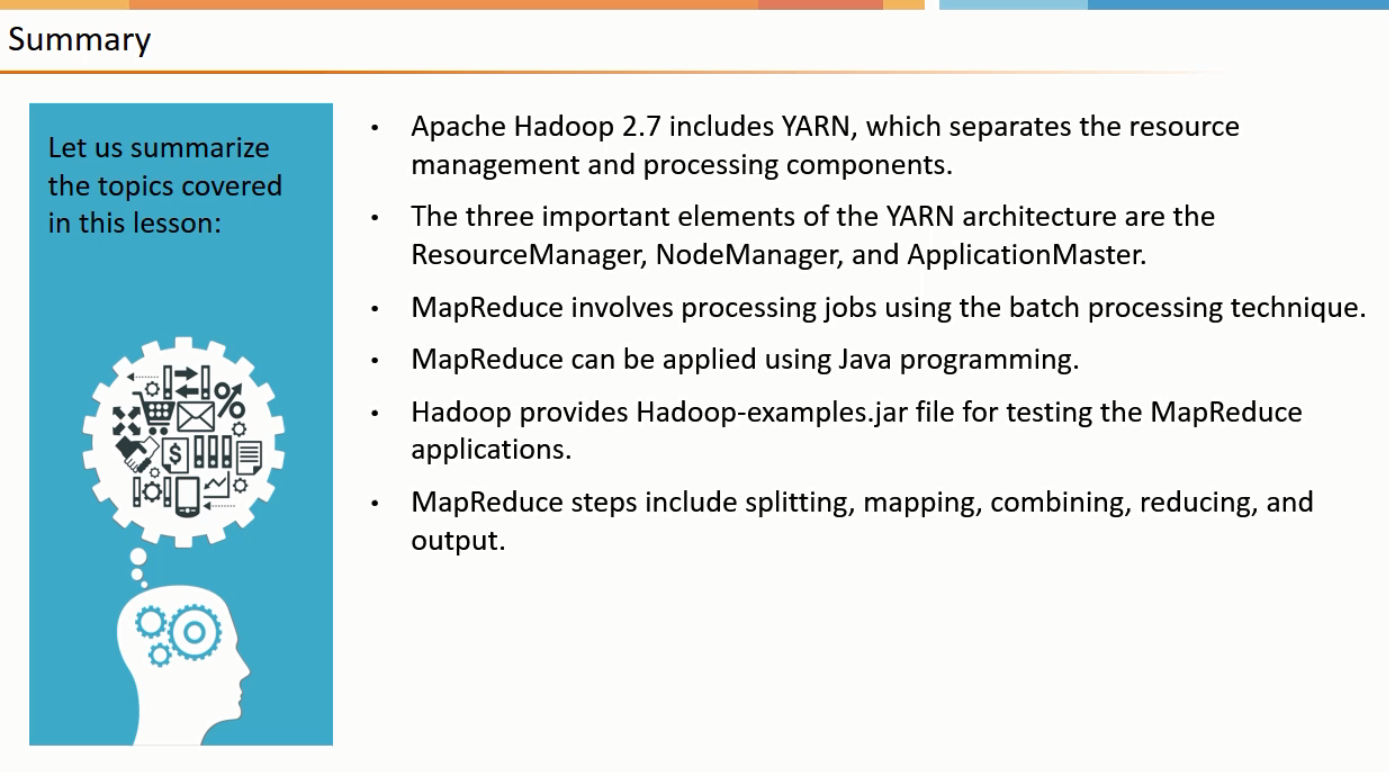 Summary
Let us summarize
the topics covered
in this lesson:
• Apache Hadoop 2.7 includes YARN, which separates the resource
management and processing components.
• The three important elements of the YARN architecture are the
ResourceManager, NodeManager, and ApplicationMaster.
• MapReduce involves processing jobs using the batch processing technique.
• MapReduce can be applied using Java programming.
• Hadoop provides Hadoop-examples.jar file for testing the MapReduce
applications.
• MapReduce steps include splitting, mapping, combining, reducing, and
output.